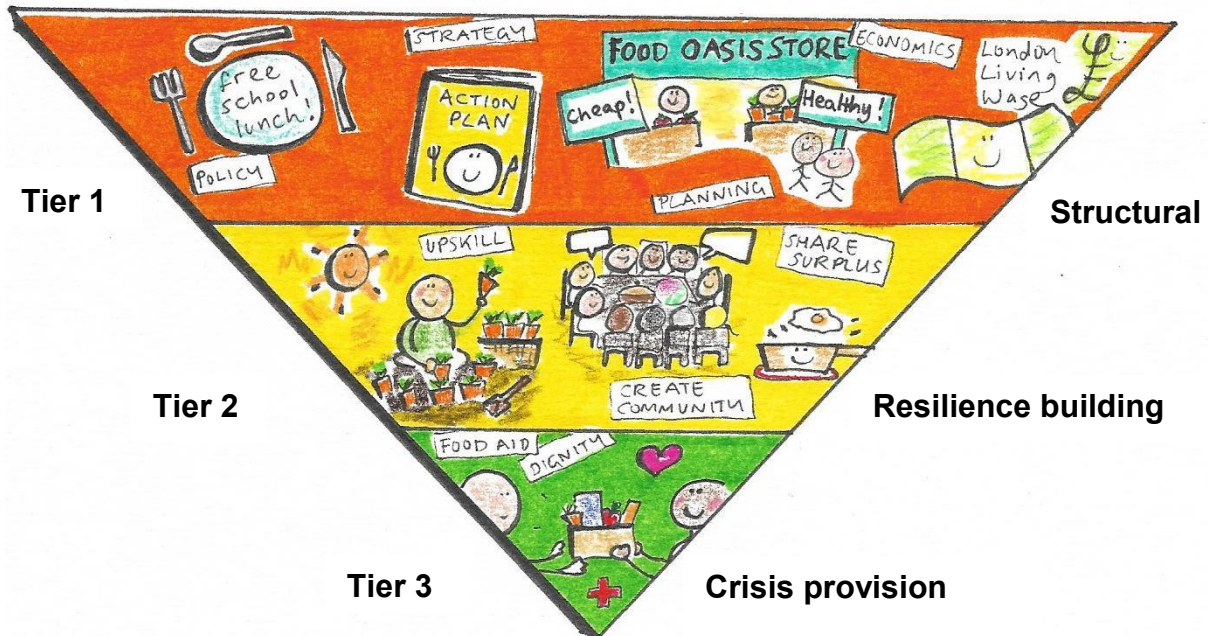 STRATEGY
ECONOMICS
FOOD OASIS STORE
London
Living
Wage
£
free
school
lunch!
ACTION
PLAN
Cheap!
Healthy!
POLICY
PLANNING
Tier 1
Structural
UPSKILL
SHARE
SURPLUS
CREATE
COMMUNITY
Tier 2
Resilience building
FOOD AID
DIGNITY
Tier 3
Crisis provision